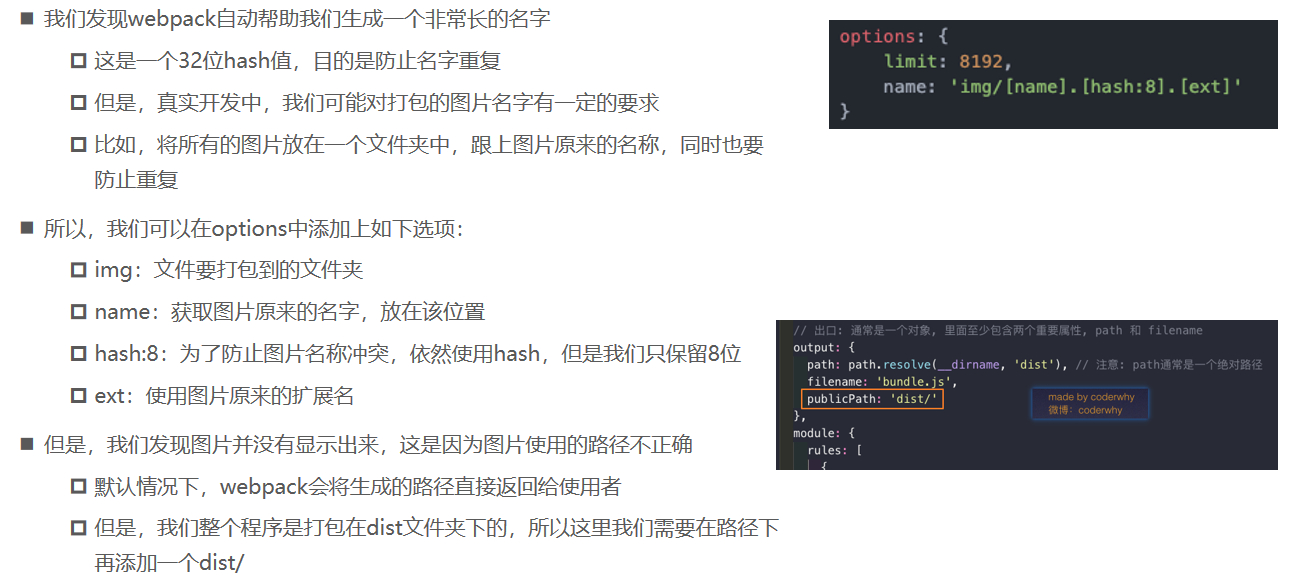 我们发现webpack自动帮助我们生成一个非常长的名字
这是一个32位hash值，目的是防止名字重复
但是，真实开发中，我们可能对打包的图片名字有一定的要求
比如，将所有的图片放在一个文件夹中，跟上图片原来的名称，同时也要
防止重复
options: {
limit: 8192,
name: 'img/[name].[hash:8].[ext]'
}
所以，我们可以在options中添加上如下选项：
img：文件要打包到的文件夹
name：获取图片原来的名字，放在该位置
hash:8：为了防止图片名称冲突，依然使用hash，但是我们只保留8位
ext：使用图片原来的扩展名
但是，我们发现图片并没有显示出来，这是因为图片使用的路径不正确
默认情况下，webpack会将生成的路径直接返回给使用者
但是，我们整个程序是打包在dist文件夹下的，所以这里我们需要在路径下
再添加一个dist/
// 出口: 通常是一个对象, 里面至少包含两个重要属性, path 和 filename
output: {
path: path.resolve(__dirname, 'dist'), // 注意: path通常是一个绝对路径
filename: 'bundle.js',
publicPath: 'dist/'
},
module: {
rules: [
{
made by coderwhy
微博：coderwhy